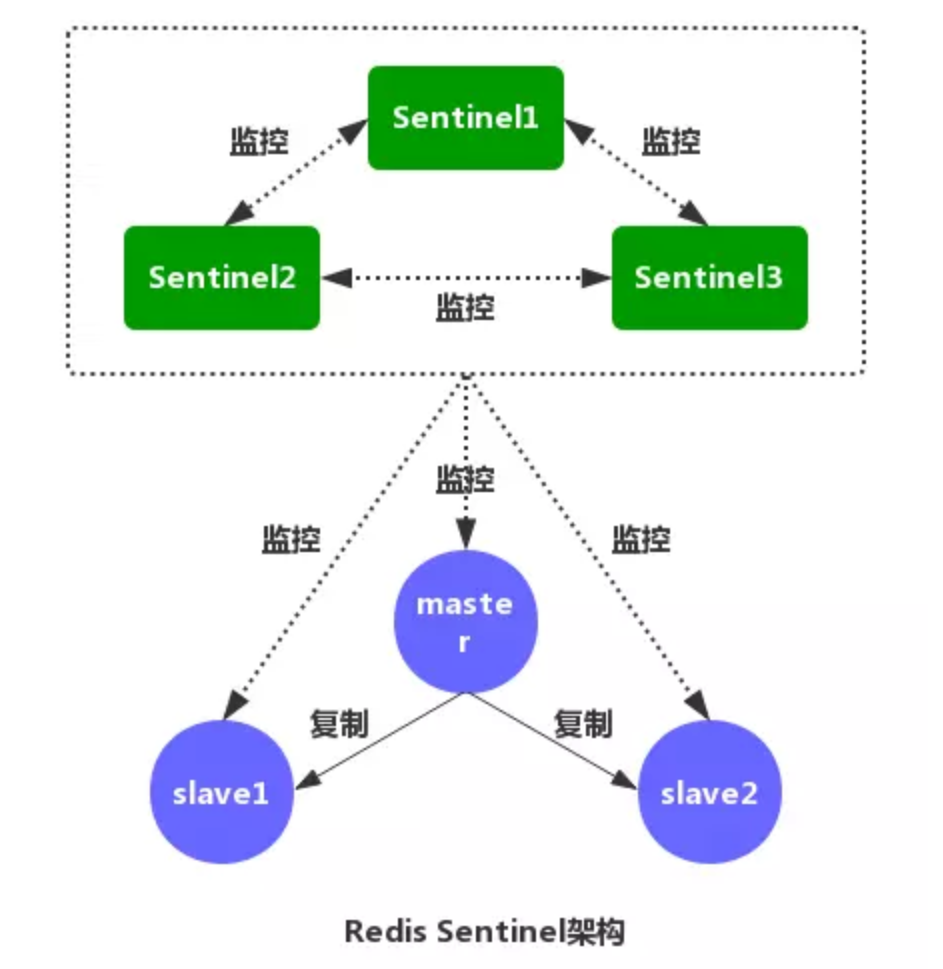 Sentinel1
监控
监控
Sentinel2
Sentinel3
监控
监控
监控
监控
maste
r
复制
复制
slave1
slave2
Redis Sentinel架构